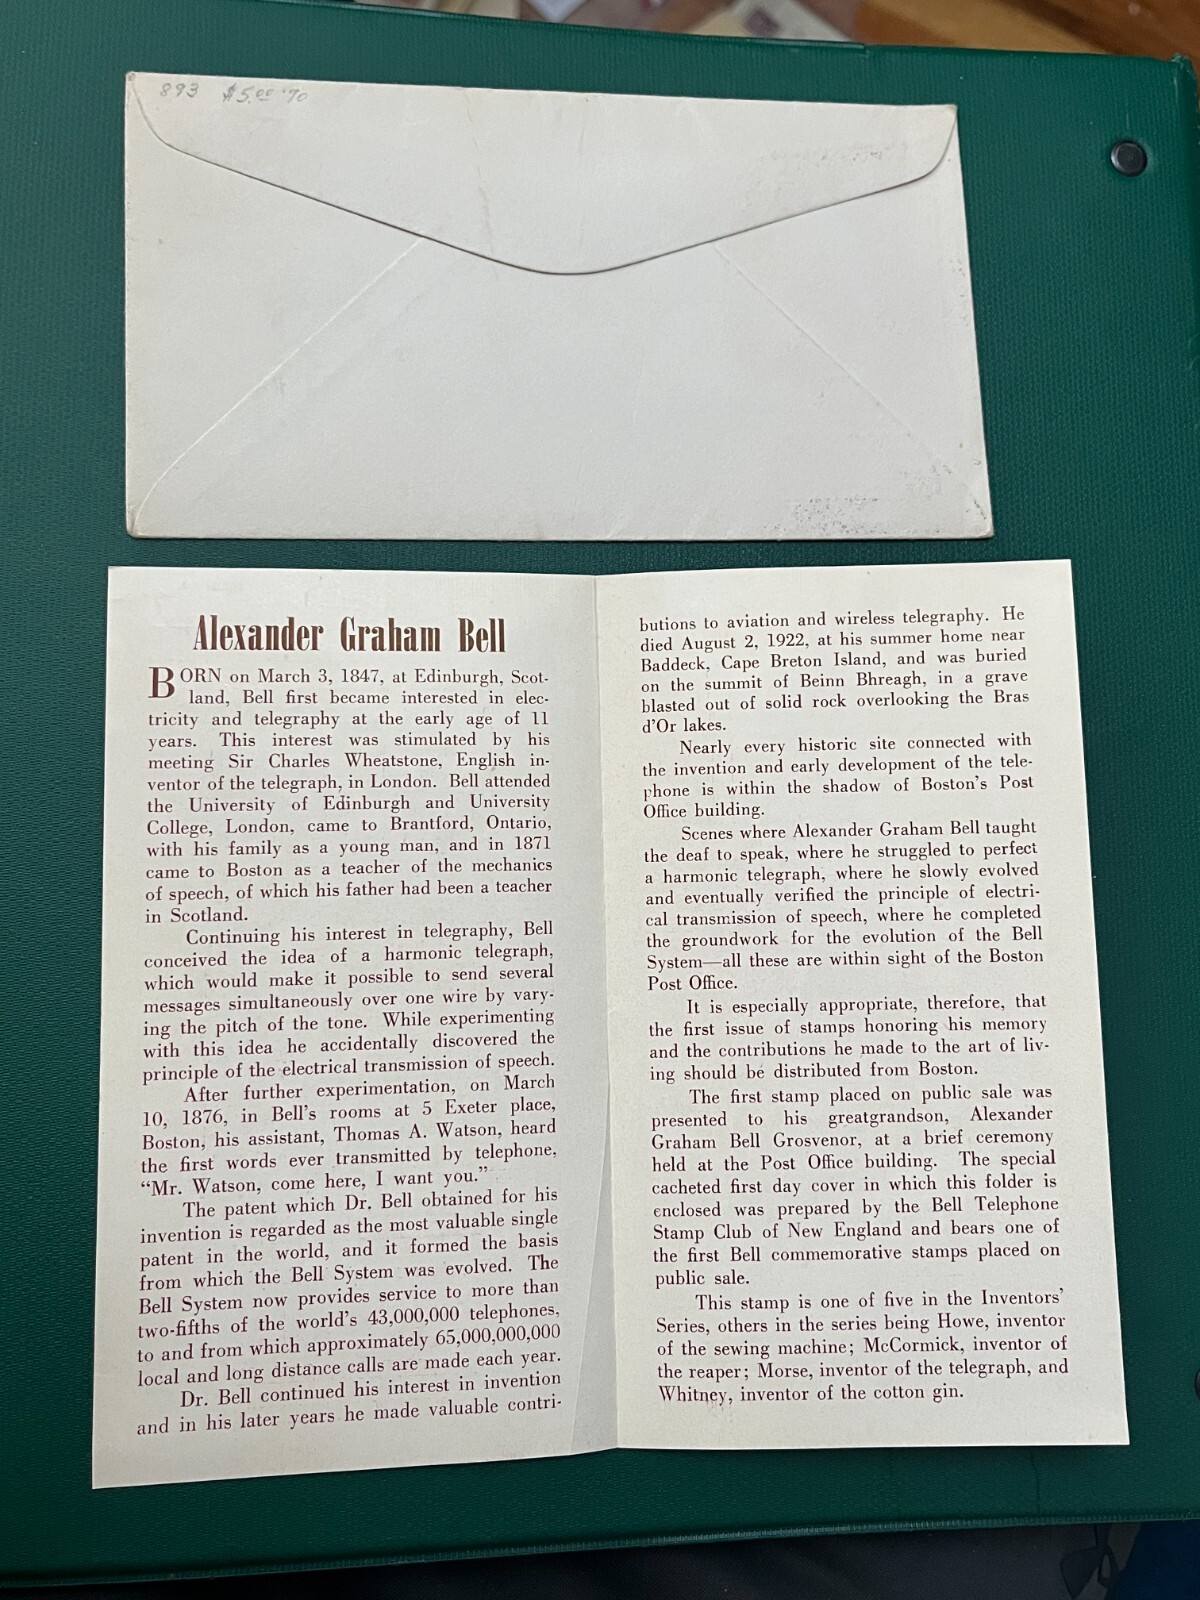 893 $5.00 '70
Alexander Graham Bell
BORN on March 3, 1847, at Edinburgh, Scot-
land, Bell first became interested in elec-
tricity and telegraphy at the early age of 11
years. This interest was stimulated by his
meeting Sir Charles Wheatstone, English in-
ventor of the telegraph, in London. Bell attended
the University of Edinburgh and University
College, London, came to Brantford, Ontario,
with his family as a young man, and in 1871
came to Boston as a teacher of the mechanics
of speech, of which his father had been a teacher
in Scotland.
Continuing his interest in telegraphy, Bell
conceived the idea of a harmonic telegraph,
which would make it possible to send several
messages simultaneously over one wire by vary-
ing the pitch of the tone. While experimenting
with this idea he accidentally discovered the
principle of the electrical transmission of speech.
After further experimentation, on March
10, 1876, in Bell's rooms at 5 Exeter place,
Boston, his assistant, Thomas A. Watson, heard
the first words ever transmitted by telephone,
“Mr. Watson, come here, I want you.”
The patent which Dr. Bell obtained for his
invention is regarded as the most valuable single
patent in the world, and it formed the basis
from which the Bell System was evolved. The
Bell System now provides service to more than
two-fifths of the world's 43,000,000 telephones,
to and from which approximately 65,000,000,000
local and long distance calls are made each year.
Dr. Bell continued his interest in invention
and in his later years he made valuable contri-
butions to aviation and wireless telegraphy. He
died August 2, 1922, at his summer home near
Baddeck, Cape Breton Island, and was buried
on the summit of Beinn Bhreagh, in a grave
blasted out of solid rock overlooking the Bras
d'Or lakes.
Nearly every historic site connected with
the invention and early development of the tele-
phone is within the shadow of Boston's Post
Office building.
Scenes where Alexander Graham Bell taught
the deaf to speak, where he struggled to perfect
a harmonic telegraph, where he slowly evolved
and eventually verified the principle of electri-
cal transmission of speech, where he completed
the groundwork for the evolution of the Bell
System—all these are within sight of the Boston
Post Office.
It is especially appropriate, therefore, that
the first issue of stamps honoring his memory
and the contributions he made to the art of liv-
ing should be distributed from Boston.
The first stamp placed on public sale was
presented to his greatgrandson, Alexander
Graham Bell Grosvenor, at a brief ceremony
held at the Post Office building. The special
cacheted first day cover in which this folder is
enclosed was prepared by the Bell Telephone
Stamp Club of New England and bears one of
the first Bell commemorative stamps placed on
public sale.
This stamp is one of five in the Inventors'
Series, others in the series being Howe, inventor
of the sewing machine; McCormick, inventor of
the reaper; Morse, inventor of the telegraph, and
Whitney, inventor of the cotton gin.